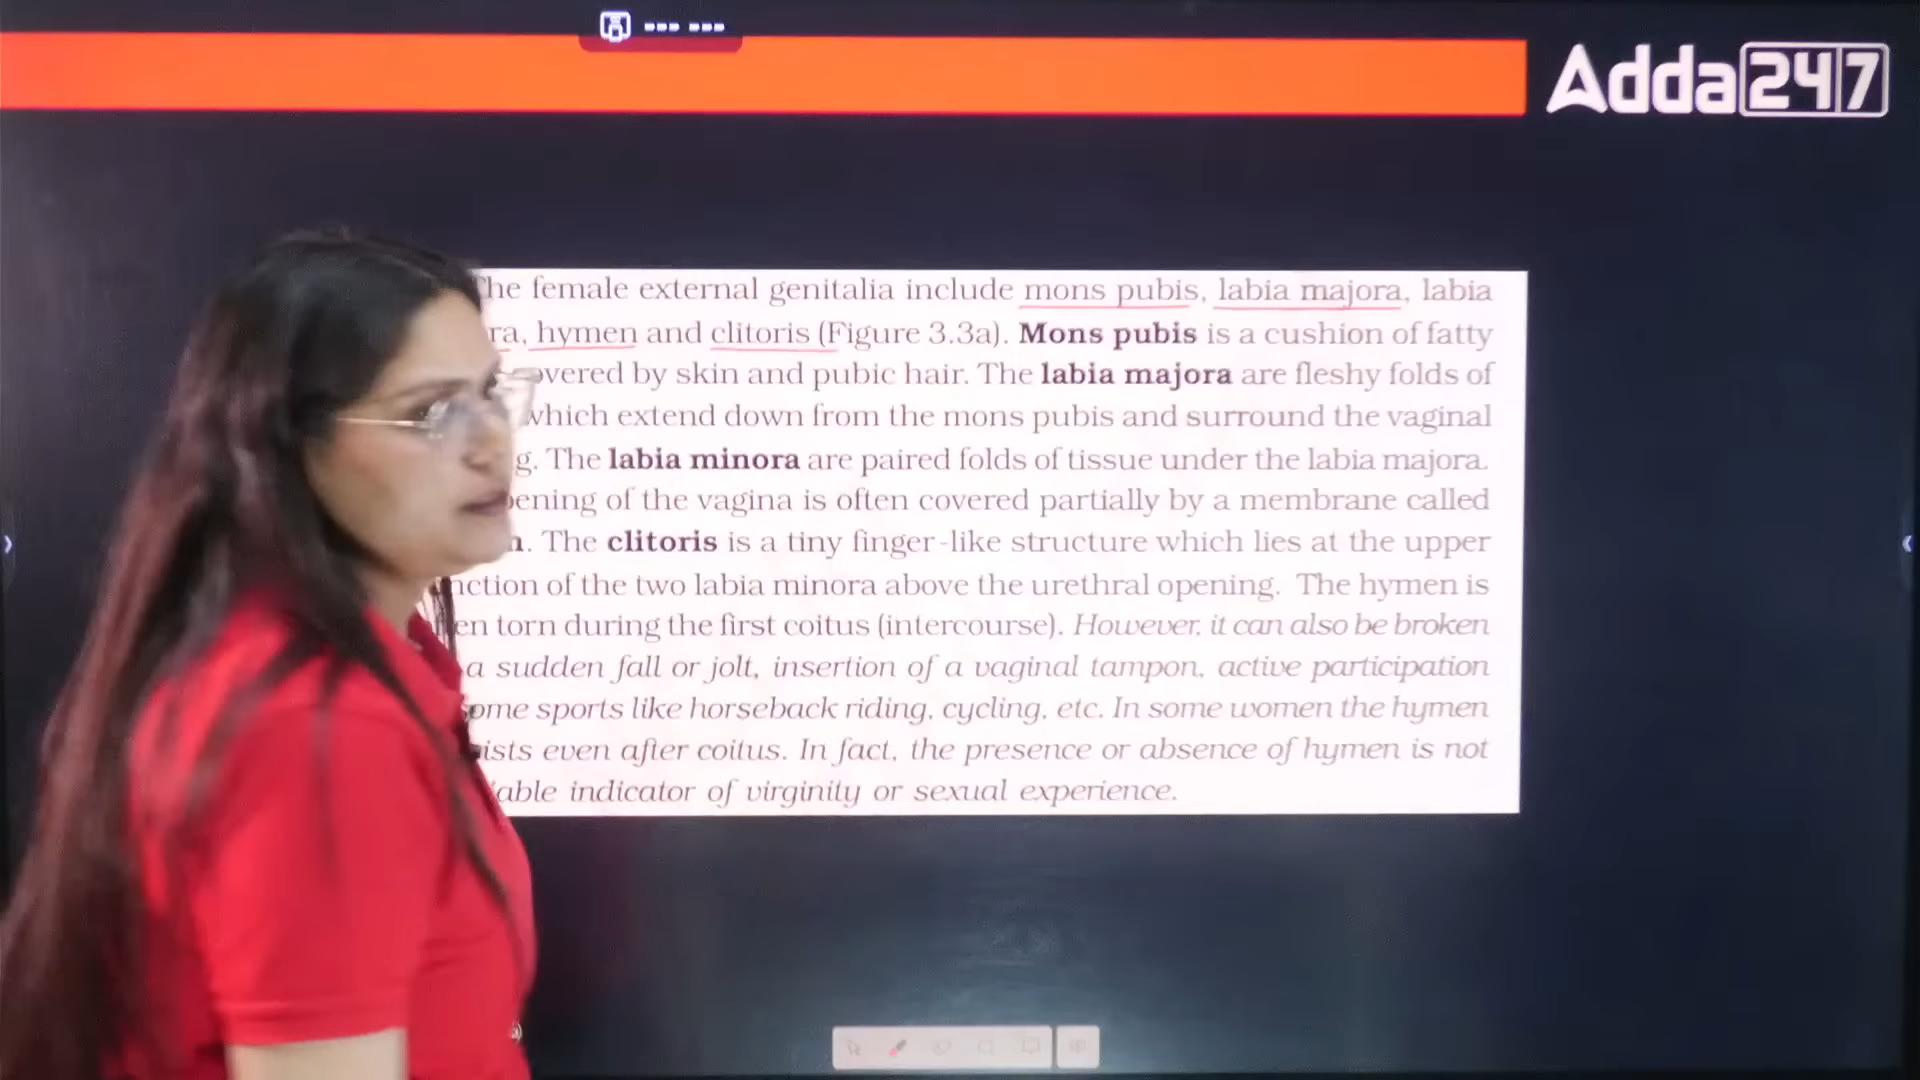 Adda247
The female external genitalia include mons pubis, labia majora, labia
ra, hymen and clitoris (Figure 3.3a). Mons pubis is a cushion of fatty
overed by skin and pubic hair. The labia majora are fleshy folds of
which extend down from the mons pubis and surround the vaginal
g. The labia minora are paired folds of tissue under the labia majora.
pening of the vagina is often covered partially by a membrane called
n. The clitoris is a tiny finger-like structure which lies at the upper
nction of the two labia minora above the urethral opening. The hymen is
en torn during the first coitus (intercourse). However, it can also be broken
a sudden fall or jolt, insertion of a vaginal tampon, active participation
some sports like horseback riding, cycling, etc. In some women the hymen
ists even after coitus. In fact, the presence or absence of hymen is not
iable indicator of virginity or sexual experience.